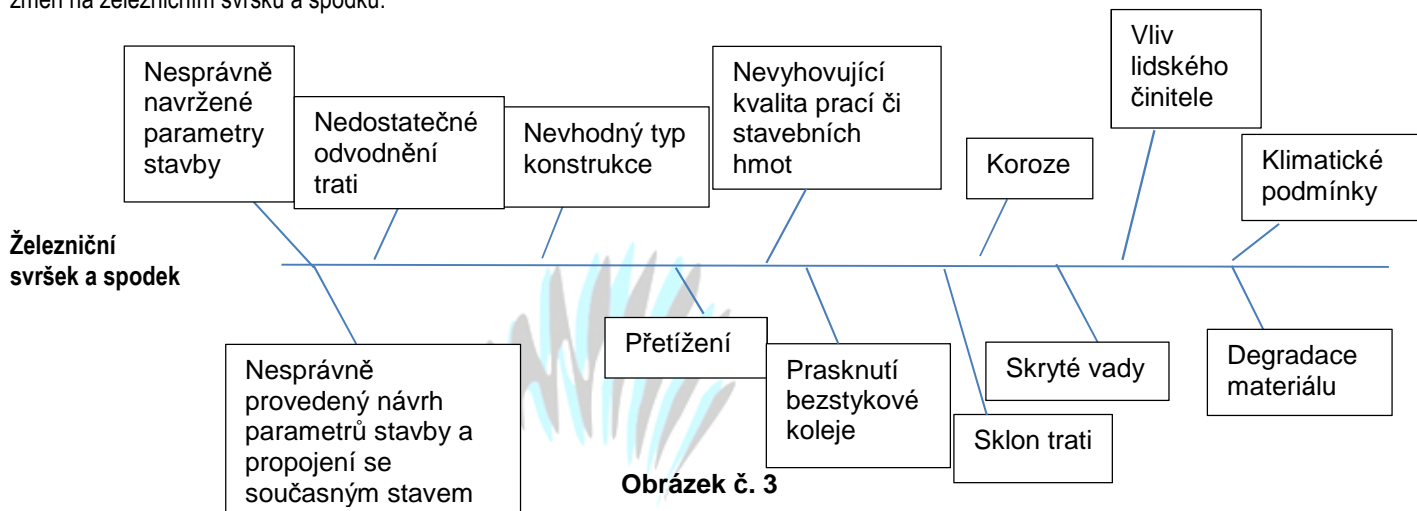 změn na železničním svršku a spodku.
Nesprávně
navržené
parametry
stavby
Nedostatečné
odvodnění
trati
Nevhodný typ
konstrukce
Nevyhovující
kvalita prací či
stavebních
hmot
Koroze
Vliv
lidského
činitele
Klimatické
podmínky
Železniční
svršek a spodek
Nesprávně
provedený návrh
parametrů stavby a
propojení se
současným stavem
Přetížení
Prasknutí
bezstykové
koleje
Sklon trati
Skryté vady
Degradace
materiálu
Obrázek č. 3